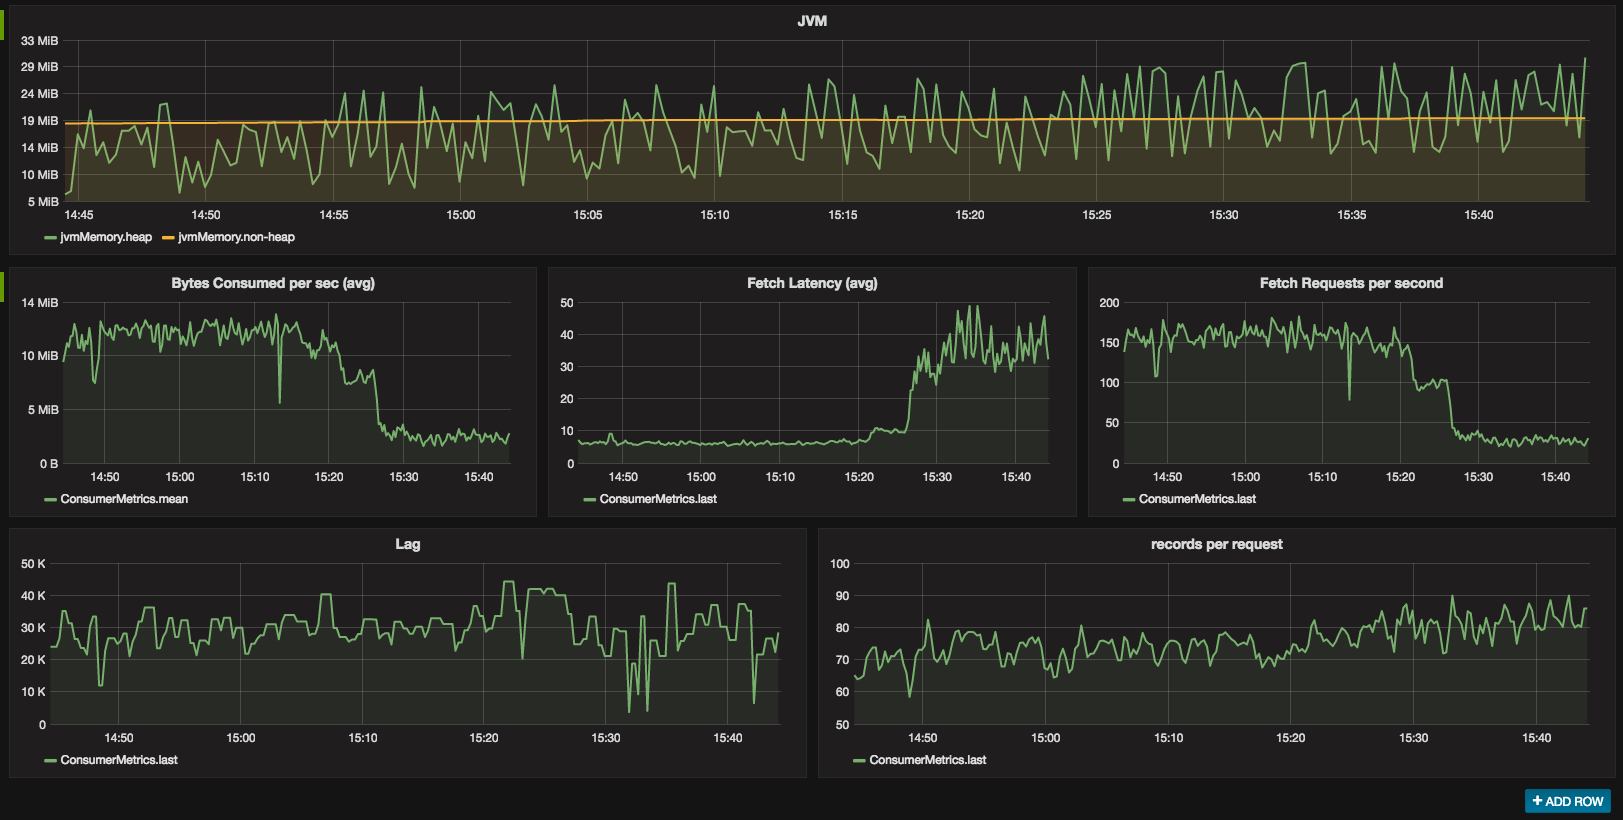 JVM
33 MiB
29 MiB
24 MiB
19 MiB
14 MiB
10 MiB
5 MiB
14:45 14:50 14:55 15:00 15:05 15:10 15:15 15:20 15:25 15:30 15:35 15:40
jvmMemory.heap jvmMemory.non-heap
Bytes Consumed per sec (avg)
14 MiB
10 MiB
5 MiB
0 B
14:50 15:00 15:10 15:20 15:30 15:40
ConsumerMetrics.mean
Fetch Latency (avg)
50
40
30
20
10
0
14:50 15:00 15:10 15:20 15:30 15:40
ConsumerMetrics.last
Fetch Requests per second
200
150
100
50
0
14:50 15:00 15:10 15:20 15:30 15:40
ConsumerMetrics.last
Lag
50 K
40 K
30 K
20 K
10 K
0
14:50 15:00 15:10 15:20 15:30 15:40
ConsumerMetrics.last
records per request
100
90
80
70
60
50
14:50 15:00 15:10 15:20 15:30 15:40
ConsumerMetrics.last
+ ADD ROW